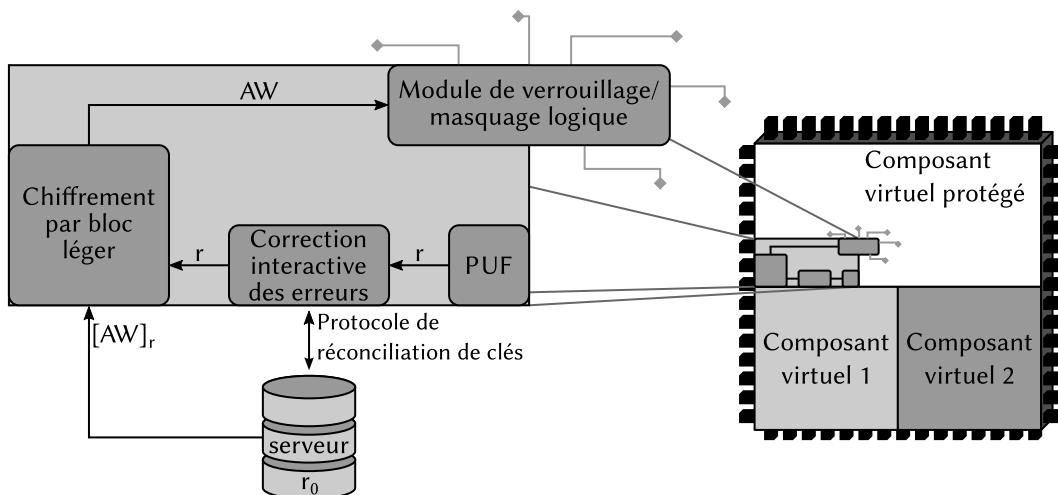 AW
Module de verrouillage/
masquage logique
Composant
virtuel protégé
Chiffrement
par bloc
léger
r
Correction
interactive
des erreurs
r
PUF
[AW]r
Protocole de
réconciliation de clés
Composant
virtuel 1
Composant
virtuel 2
serveur
r0